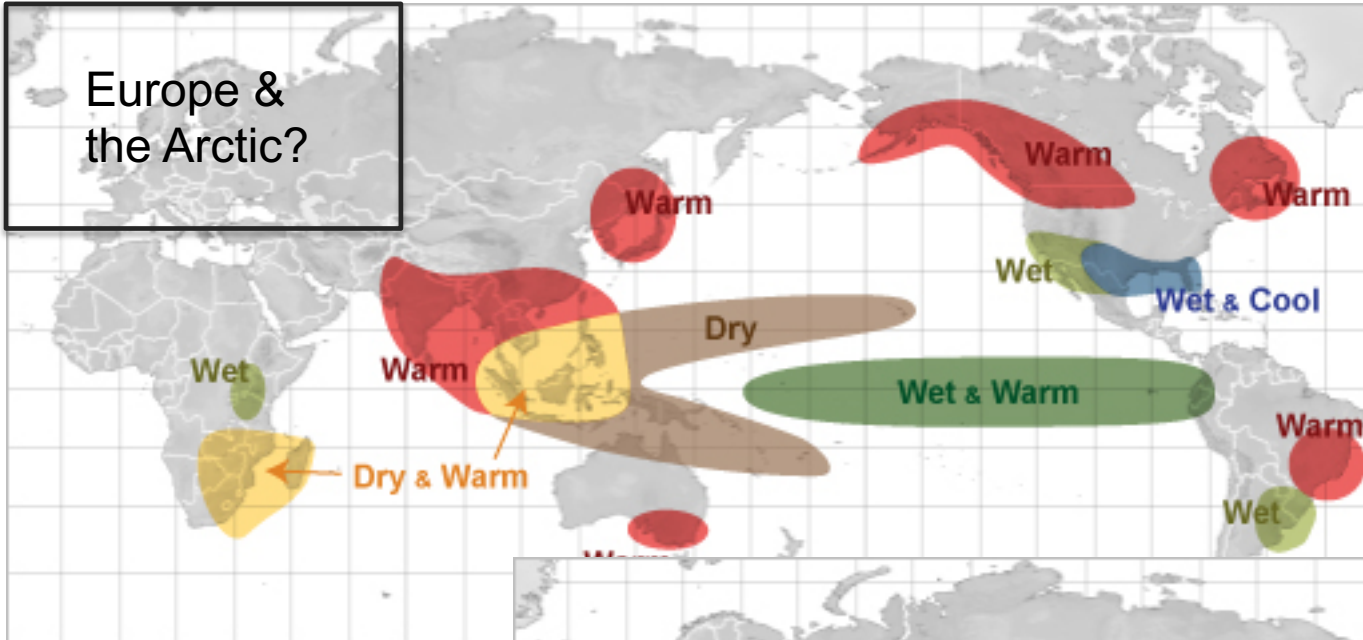 Europe &
the Arctic?
Warm
Warm
Warm
Wet
Wet & Cool
Dry
Wet
Warm
Wet & Warm
Warm
Dry & Warm
Wet